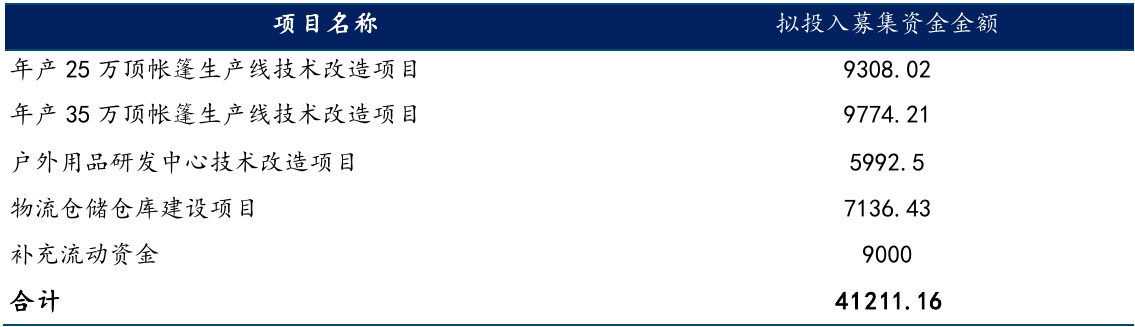 项目名称 拟投入募集资金金额
年产 25 万顶帐篷生产线技术改造项目 9308.02
年产 35 万顶帐篷生产线技术改造项目 9774.21
户外用品研发中心技术改造项目 5992.5
物流仓储仓库建设项目 7136.43
补充流动资金 9000
合计 41211.16